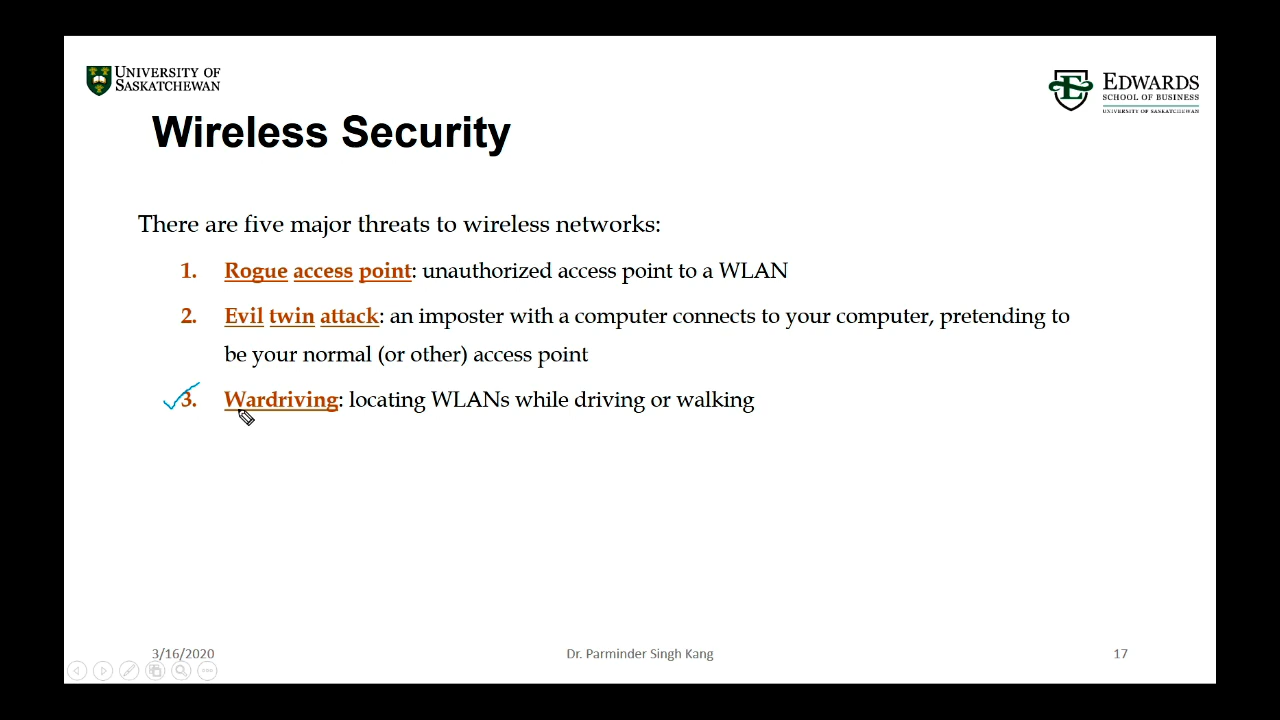 UNIVERSITY OF
SASKATCHEWAN
EDWARDS
SCHOOL OF BUSINESS
UNIVERSITY OF SASKATCHEWAN
Wireless Security
There are five major threats to wireless networks:
1. Rogue access point: unauthorized access point to a WLAN
2. Evil twin attack: an imposter with a computer connects to your computer, pretending to
be your normal (or other) access point
3. Wardriving: locating WLANs while driving or walking
3/16/2020
Dr. Parminder Singh Kang
17